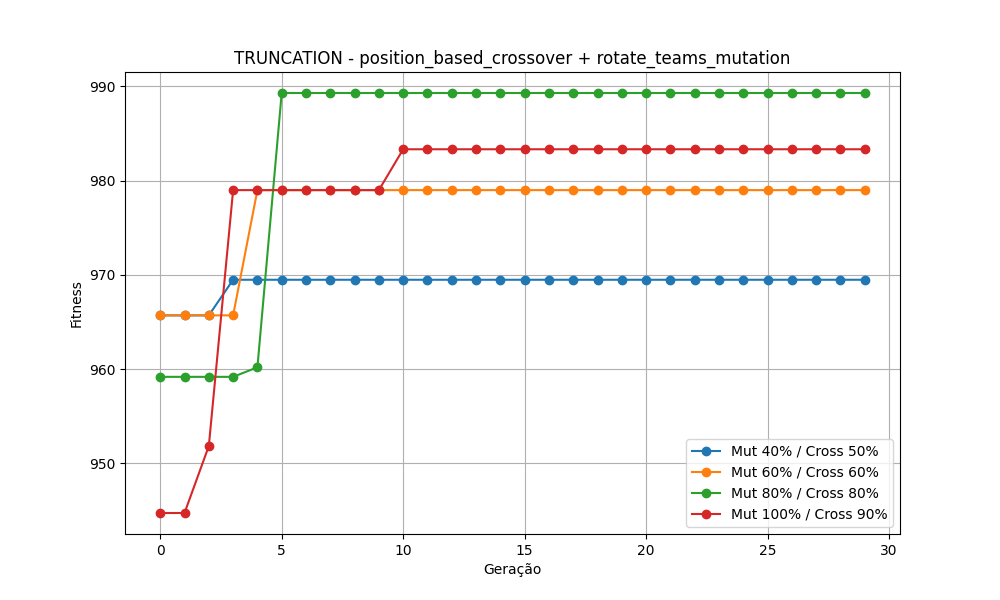 TRUNCATION - position_based_crossover + rotate_teams_mutation
990
980
970
960
950
Fitness
0 5 10 15 20 25 30
Geração
Mut 40% / Cross 50%
Mut 60% / Cross 60%
Mut 80% / Cross 80%
Mut 100% / Cross 90%